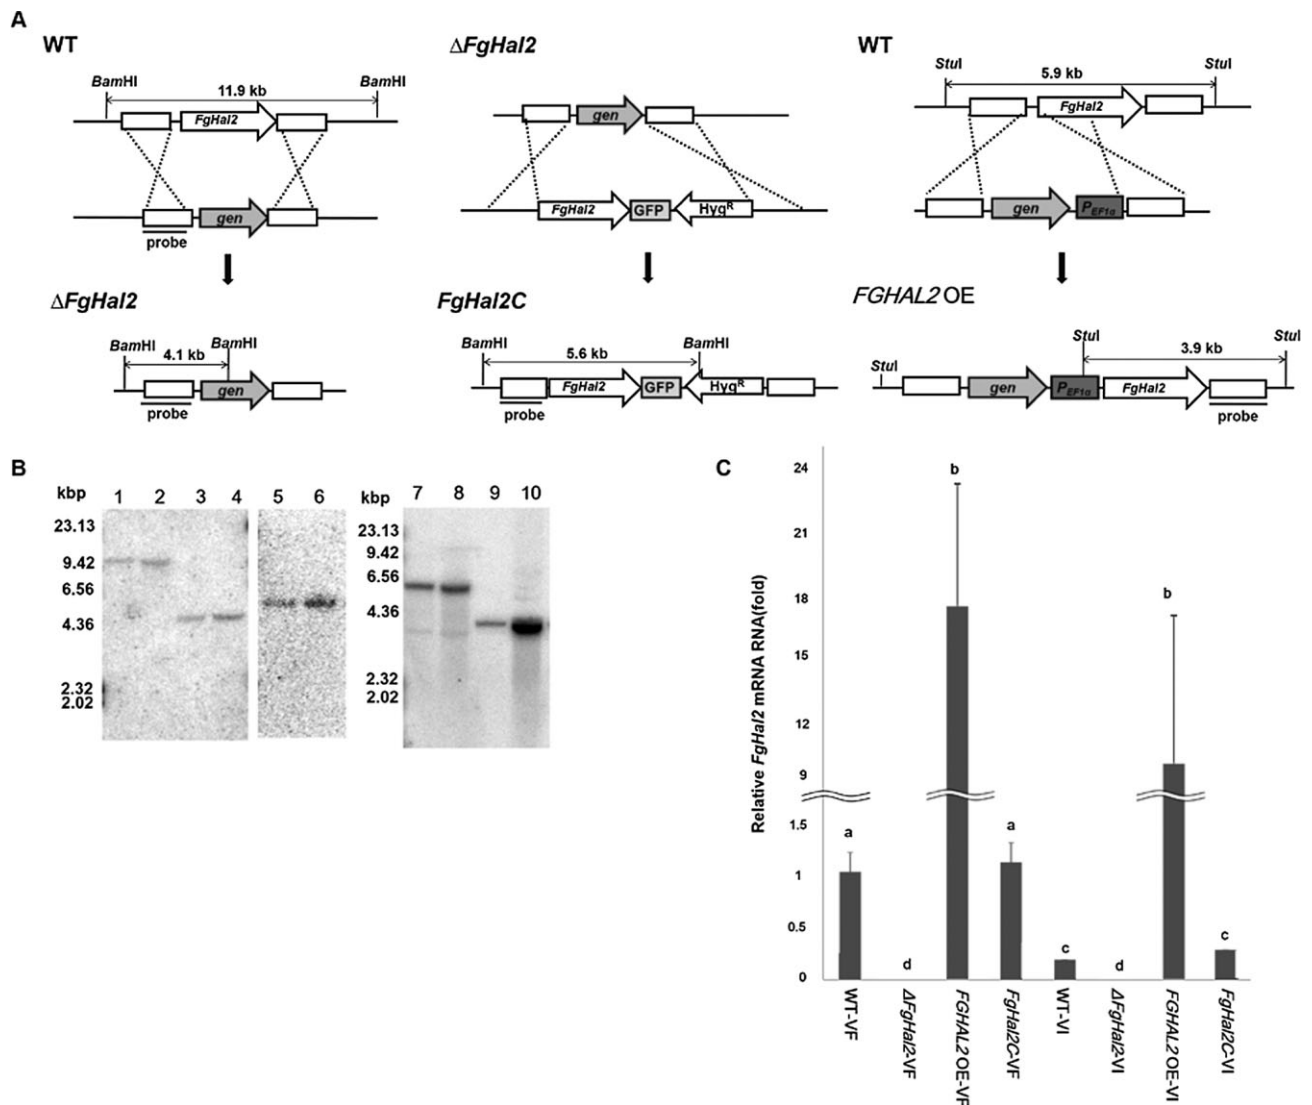 A
WT
BamHI
BamHI
11.9 kb
FgHal2
gen
probe
ΔFgHal2
BamHI
BamHI
4.1 kb
gen
probe
ΔFgHal2
gen
FgHal2
GFP
HygR
FgHal2C
BamHI
BamHI
5.6 kb
FgHal2
GFP
HygR
probe
WT
StuI
StuI
5.9 kb
FgHal2
gen
PEF1α
FGHAL2 OE
StuI
StuI
StuI
3.9 kb
gen
PEF1α
FgHal2
probe
B
kbp
1 2 3 4 5 6
23.13
9.42
6.56
4.36
2.32
2.02
kbp
7 8 9 10
23.13
9.42
6.56
4.36
2.32
2.02
C
Relative FgHal2 mRNA RNA(fold)
24
21
18
15
12
9
1.5
1
0.5
0
a
d
b
a
c
d
b
c
WT-VF
ΔFgHal2-VF
FGHAL2 OE-VF
FgHal2C-VF
WT-VI
ΔFgHal2-VI
FGHAL2 OE-VI
FgHal2C-VI